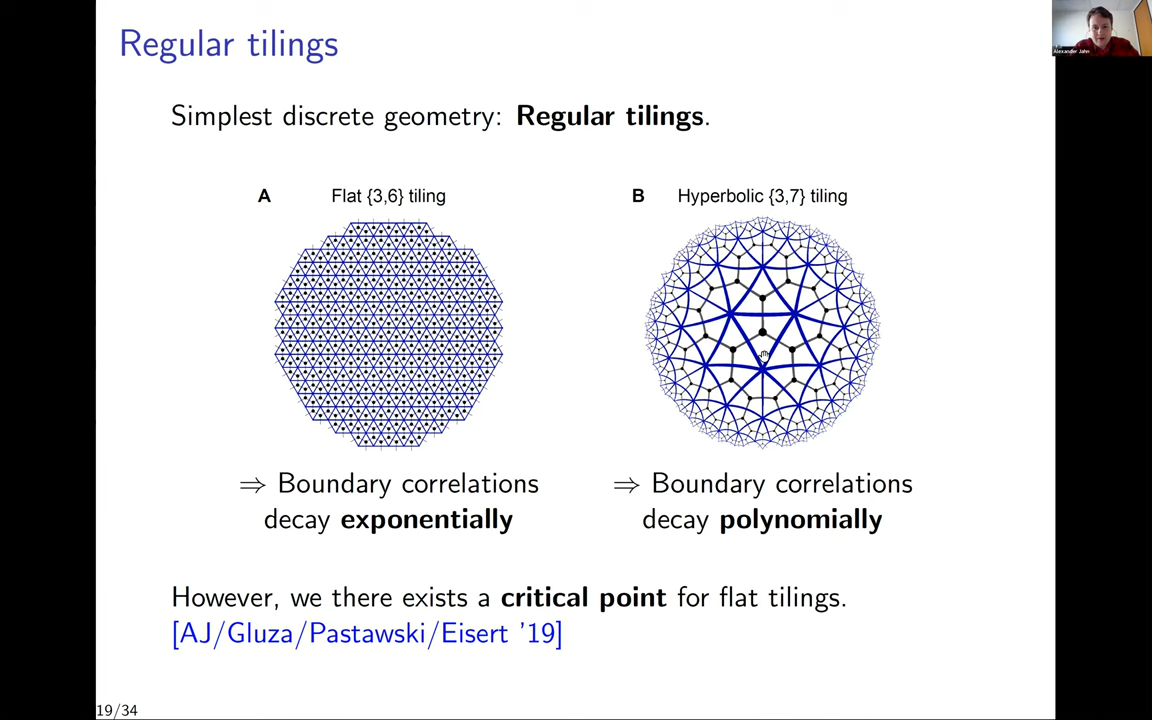 Regular tilings
Alexander Jahn
Simplest discrete geometry: Regular tilings.
A Flat {3,6} tiling
B Hyperbolic {3,7} tiling
⇒ Boundary correlations
decay exponentially
⇒ Boundary correlations
decay polynomially
However, we there exists a critical point for flat tilings.
[AJ/Gluza/Pastawski/Eisert '19]
19/34